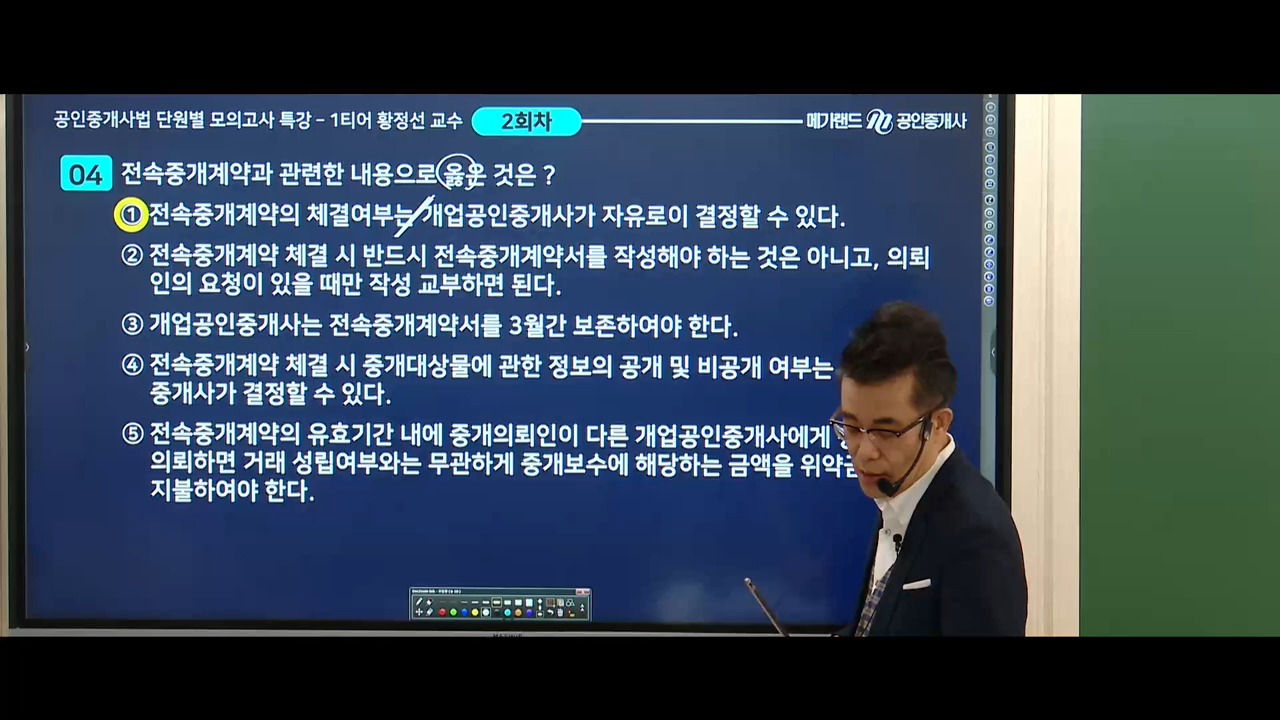 공인중개사법 단원별 모의고사 특강 – 1티어 황정선 교수 2회차 메가랜드 공인중개사
04 전속중개계약과 관련한 내용으로 옳은 것은 ?
① 전속중개계약의 체결여부는 개업공인중개사가 자유로이 결정할 수 있다.
② 전속중개계약 체결 시 반드시 전속중개계약서를 작성해야 하는 것은 아니고, 의뢰
인의 요청이 있을 때만 작성 교부하면 된다.
③ 개업공인중개사는 전속중개계약서를 3월간 보존하여야 한다.
④ 전속중개계약 체결 시 중개대상물에 관한 정보의 공개 및 비공개 여부는
중개사가 결정할 수 있다.
⑤ 전속중개계약의 유효기간 내에 중개의뢰인이 다른 개업공인중개사에게
의뢰하면 거래 성립여부와는 무관하게 중개보수에 해당하는 금액을
지불하여야 한다.